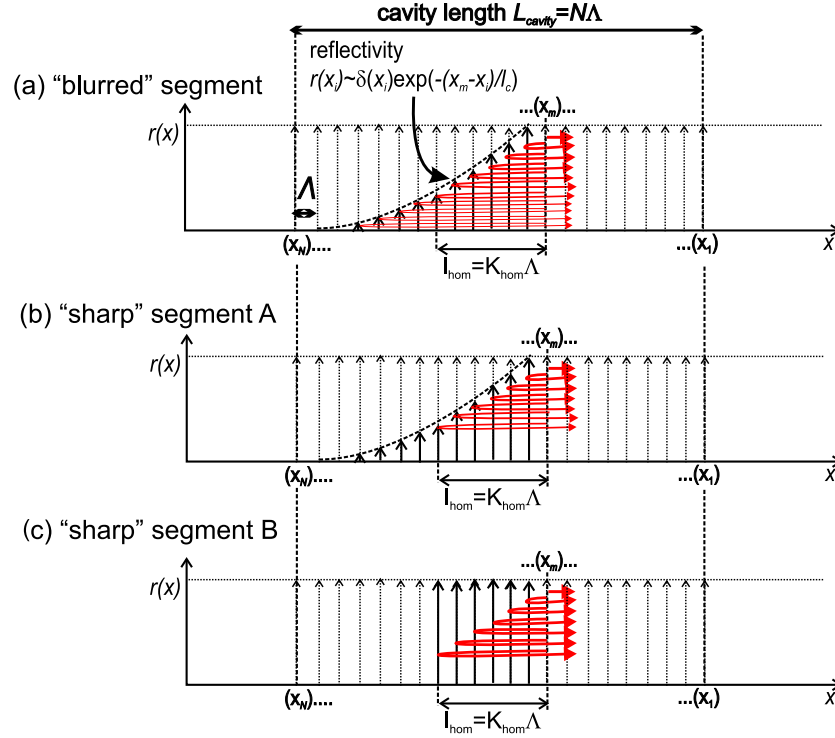 cavity length L_cavity=NΛ
reflectivity
r(x_i)~δ(x_i)exp(-(x_m-x_i)/l_c)
(a) “blurred” segment
...(x_m)...
r(x)
Λ
(x_N)....
...(x_1)
x
l_hom=K_homΛ
(b) “sharp” segment A
...(x_m)...
r(x)
(x_N)....
...(x_1)
x
l_hom=K_homΛ
(c) “sharp” segment B
...(x_m)...
r(x)
(x_N)....
...(x_1)
x
l_hom=K_homΛ